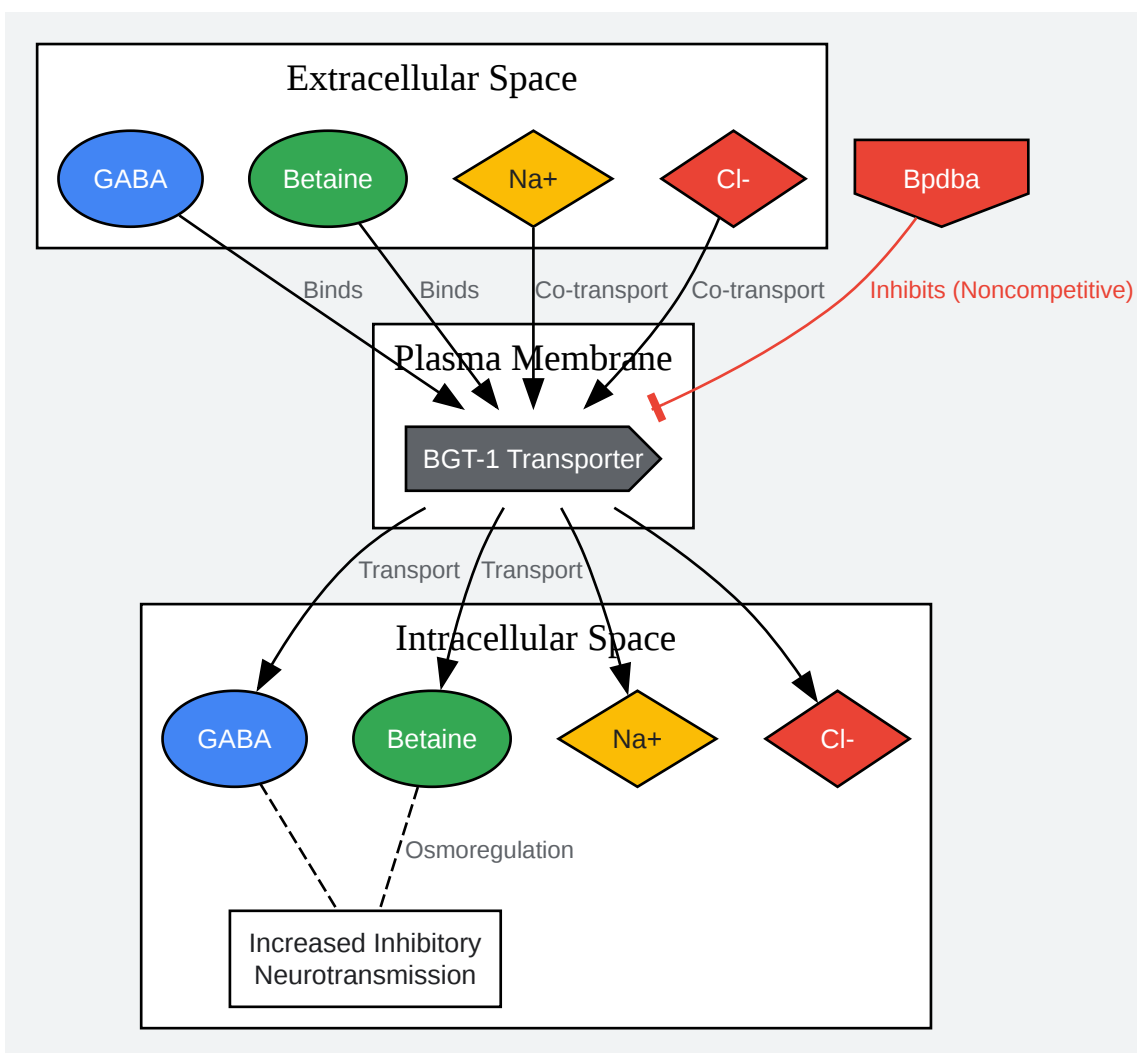 Extracellular Space
GABA
Betaine
Na+
Cl-
Bpdba
Binds
Binds
Co-transport
Co-transport
Inhibits (Noncompetitive)
Plasma Membrane
BGT-1 Transporter
Transport
Transport
Intracellular Space
GABA
Betaine
Na+
Cl-
Osmoregulation
Increased Inhibitory
Neurotransmission